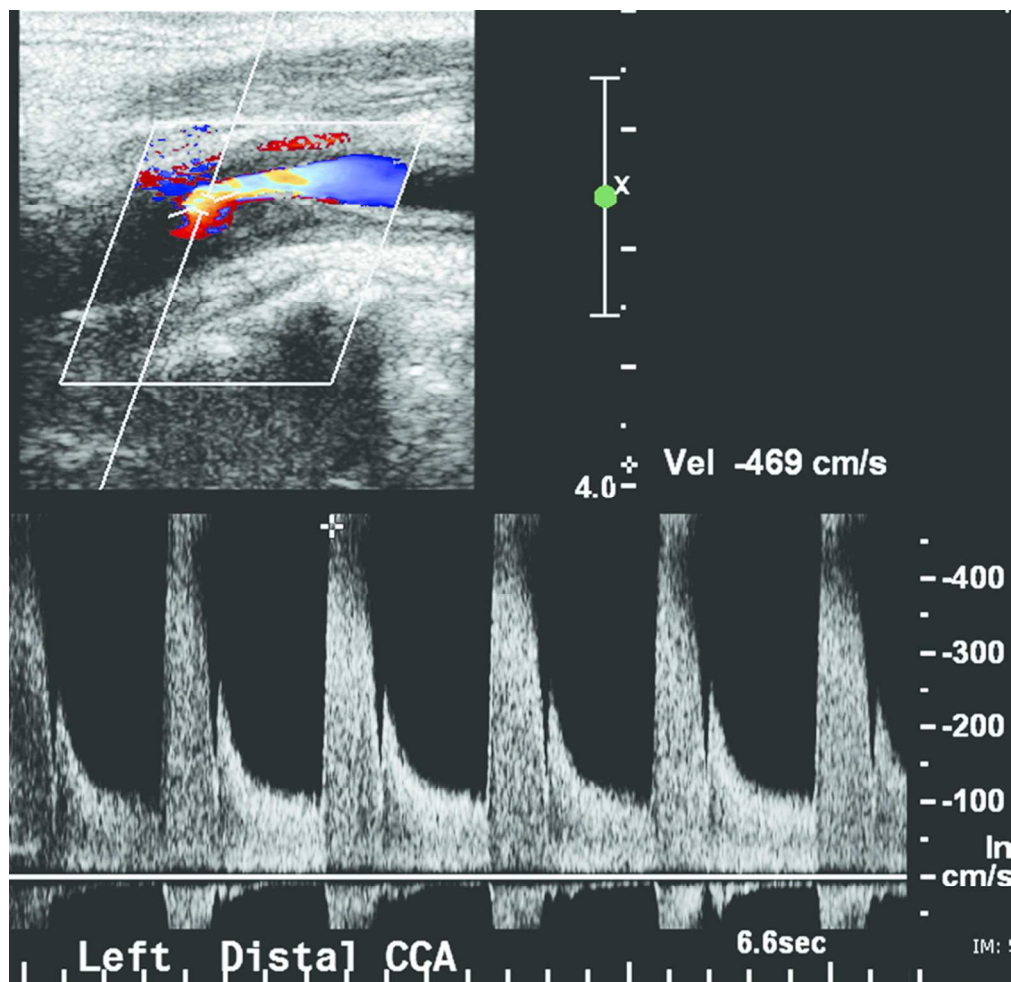 X
Vel -469 cm/s
4.0
-400
-300
-200
-100
cm/s
Left Distal CCA
6.6sec
IM: